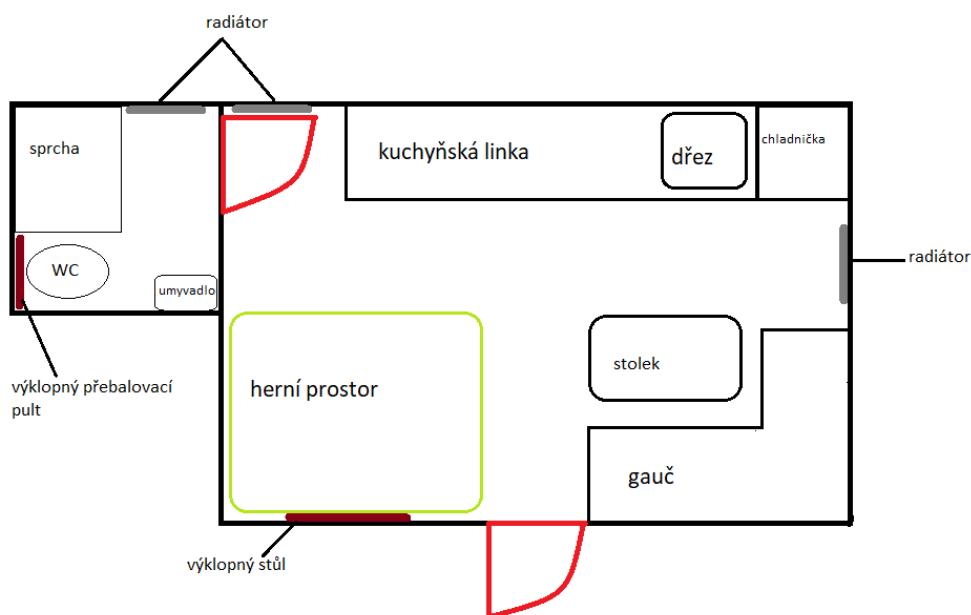 radiátor
sprcha
kuchyňská linka
dřez
chladnička
WC
umyvadlo
radiátor
herní prostor
stolek
výklopný přebalovací
pult
gauč
výklopný stůl